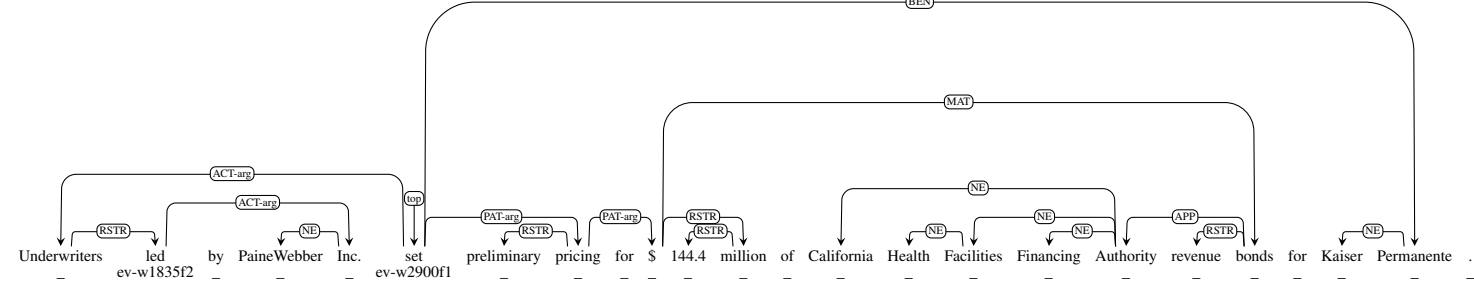 BEN
MAT
ACT-arg
NE
top
ACT-arg
PAT-arg PAT-arg RSTR NE APP
RSTR NE RSTR RSTR NE NE RSTR NE
Underwriters led by PaineWebber Inc. set preliminary pricing for $ 144.4 million of California Health Facilities Financing Authority revenue bonds for Kaiser Permanente .
_ ev-w1835f2 _ _ _ ev-w2900f1 _ _ _ _ _ _ _ _ _ _ _ _ _ _ _ _ _ _